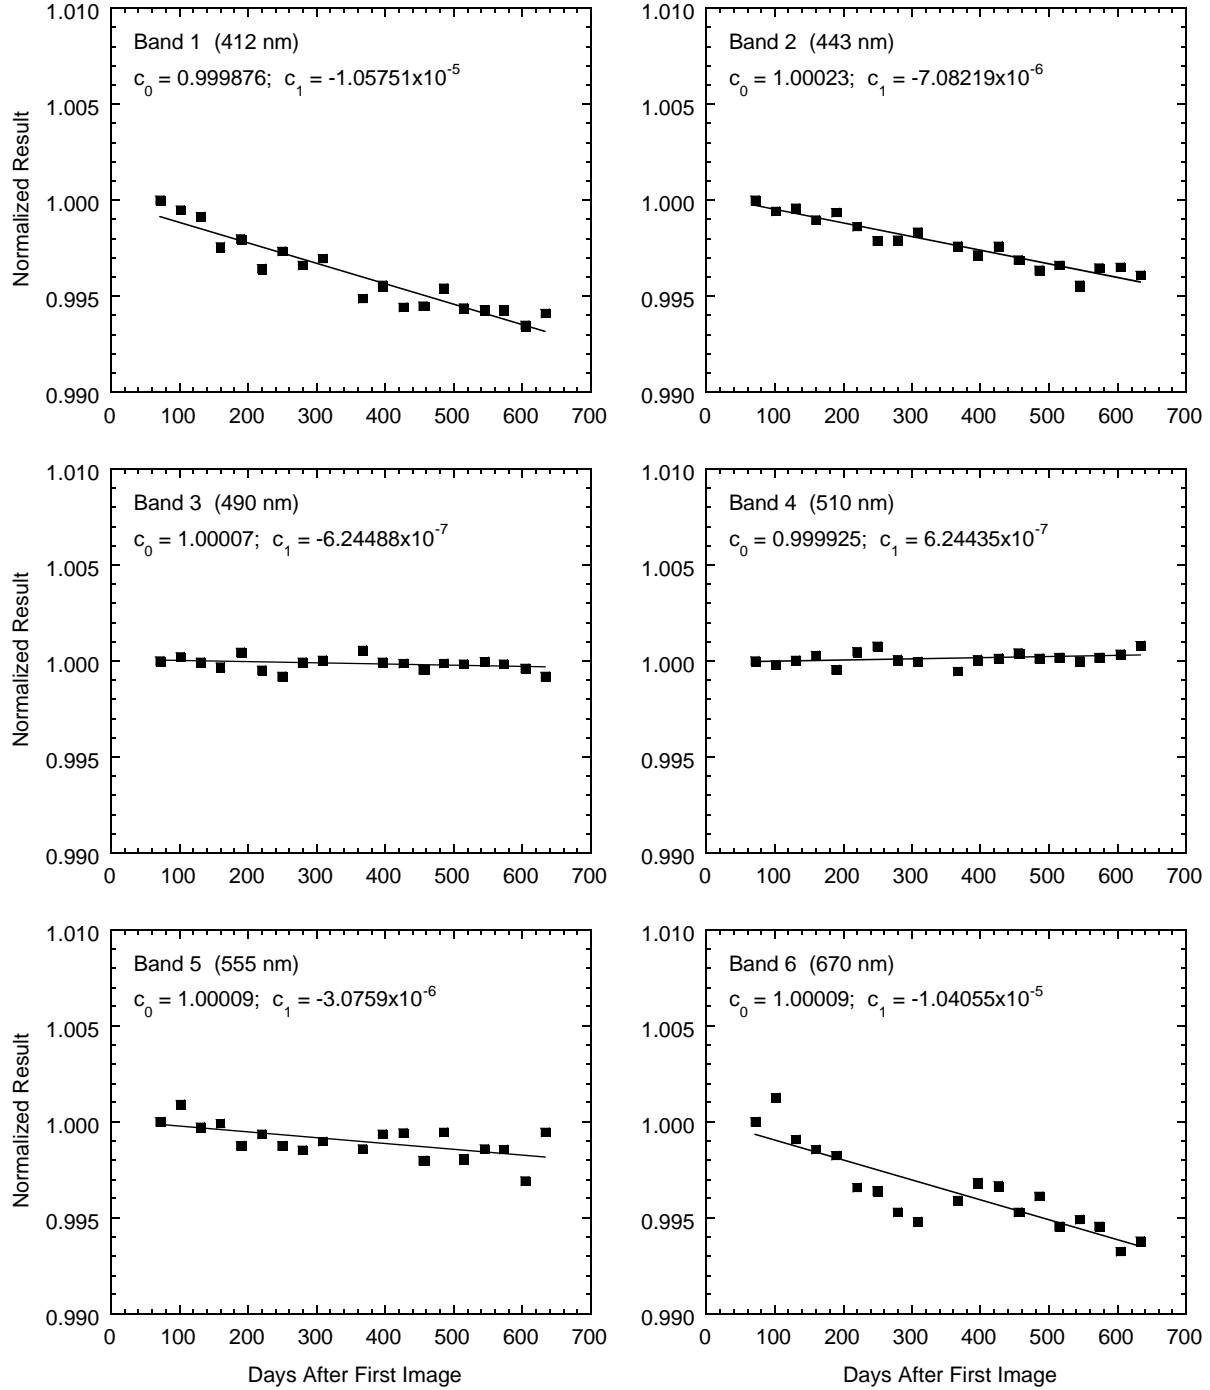 Band 1 (412 nm)
c0 = 0.999876; c1 = -1.05751x10-5
1.010
1.005
1.000
0.995
0.990
Normalized Result
0 100 200 300 400 500 600 700
Band 2 (443 nm)
c0 = 1.00023; c1 = -7.08219x10-6
1.010
1.005
1.000
0.995
0.990
0 100 200 300 400 500 600 700
Band 3 (490 nm)
c0 = 1.00007; c1 = -6.24488x10-7
1.010
1.005
1.000
0.995
0.990
Normalized Result
0 100 200 300 400 500 600 700
Band 4 (510 nm)
c0 = 0.999925; c1 = 6.24435x10-7
1.010
1.005
1.000
0.995
0.990
0 100 200 300 400 500 600 700
Band 5 (555 nm)
c0 = 1.00009; c1 = -3.0759x10-6
1.010
1.005
1.000
0.995
0.990
Normalized Result
0 100 200 300 400 500 600 700
Days After First Image
Band 6 (670 nm)
c0 = 1.00009; c1 = -1.04055x10-5
1.010
1.005
1.000
0.995
0.990
0 100 200 300 400 500 600 700
Days After First Image